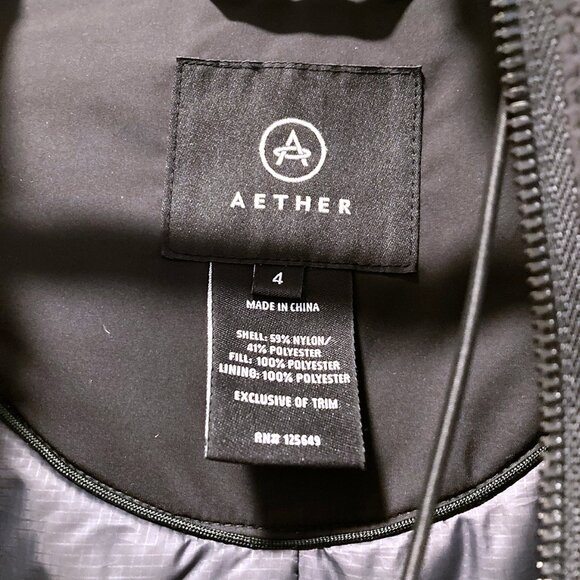 AETHER
4
MADE IN CHINA
SHELL: 59% NYLON/
41% POLYESTER
FILL: 100% POLYESTER
LINING: 100% POLYESTER
EXCLUSIVE OF TRIM
RN# 125649